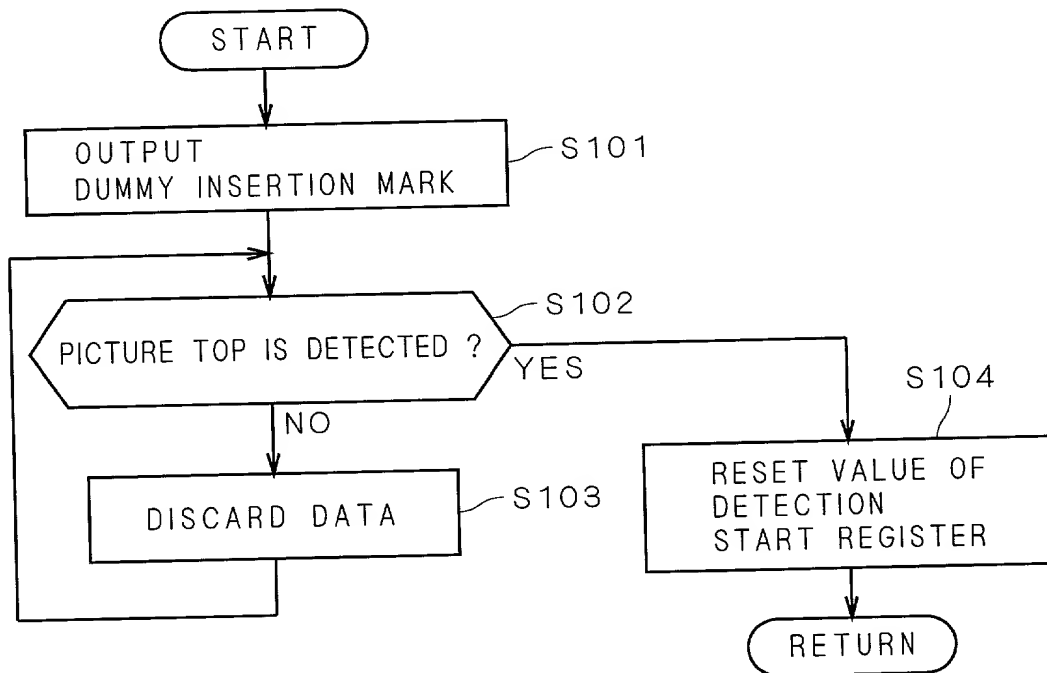 START
OUTPUT
DUMMY INSERTION MARK
S101
PICTURE TOP IS DETECTED ?
S102
YES
NO
DISCARD DATA
S103
S104
RESET VALUE OF
DETECTION
START REGISTER
RETURN